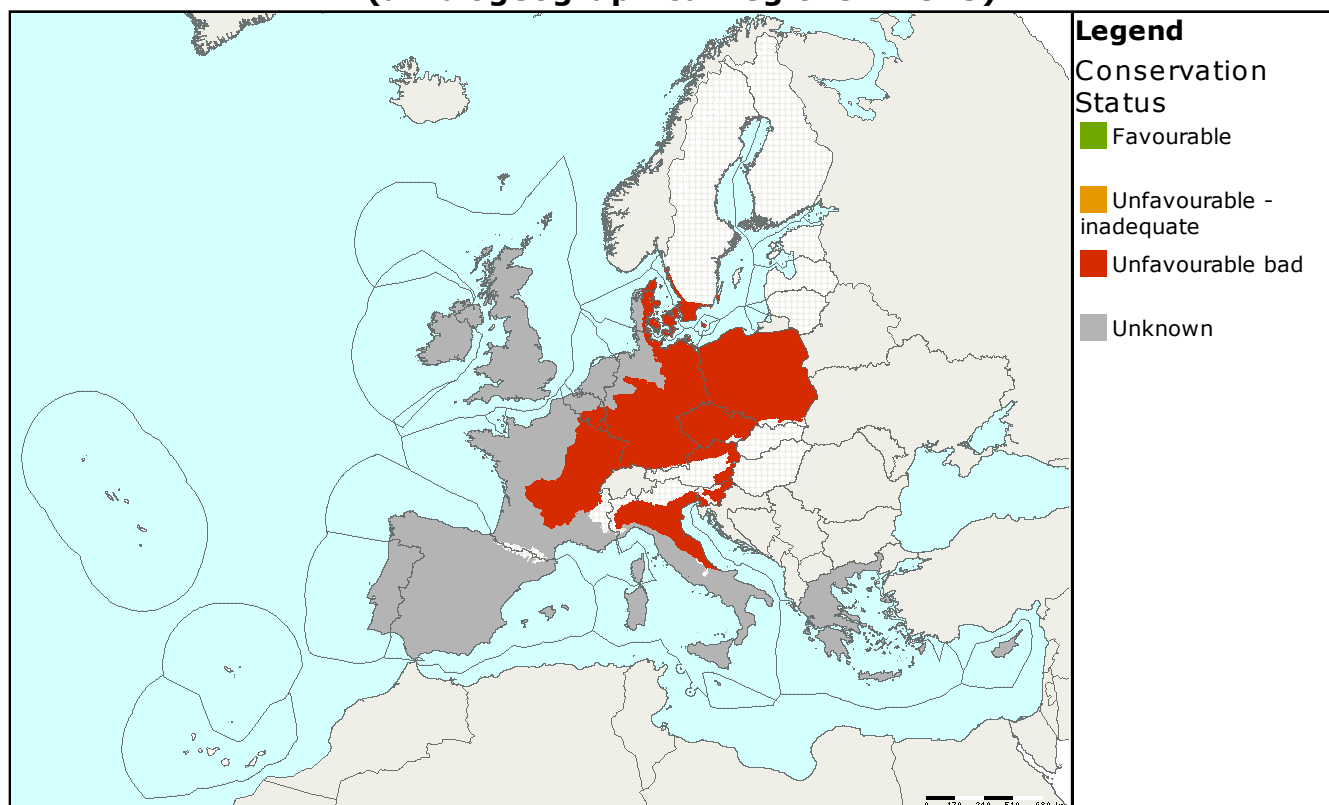 Legend
Conservation
Status
Favourable
Unfavourable -
inadequate
Unfavourable bad
Unknown